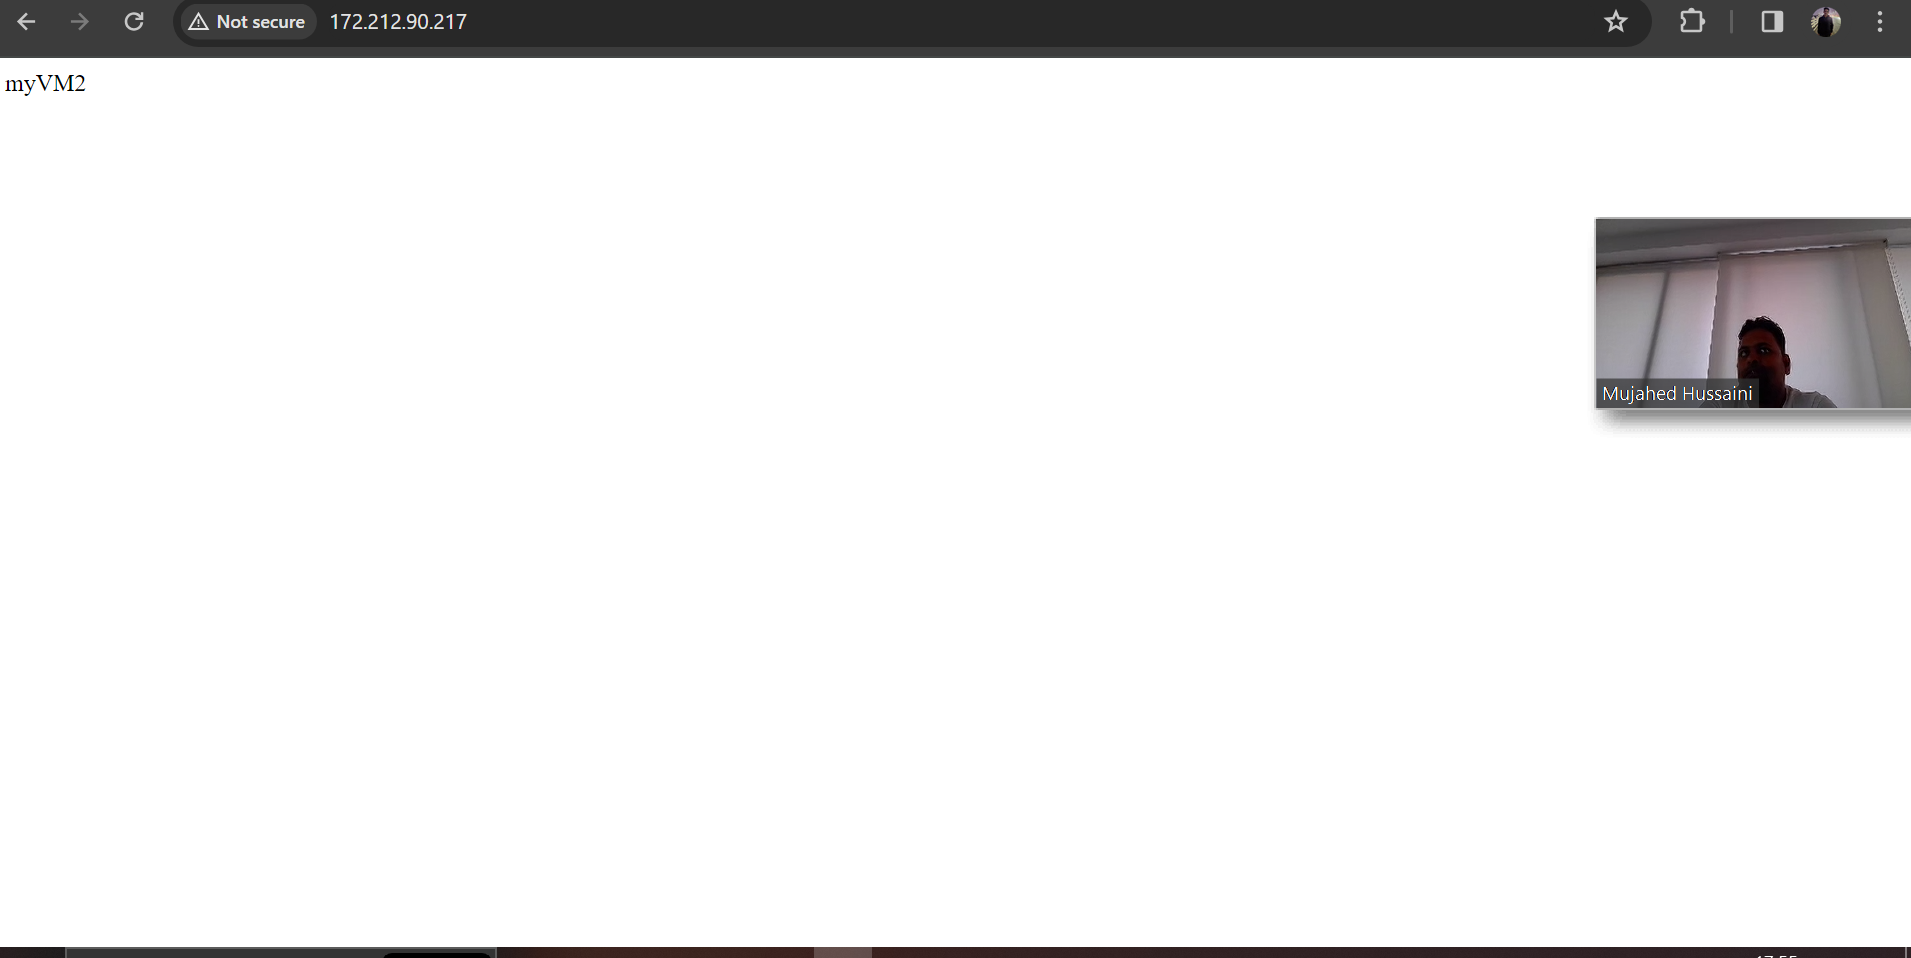 Not secure 172.212.90.217
myVM2
Mujahed Hussaini